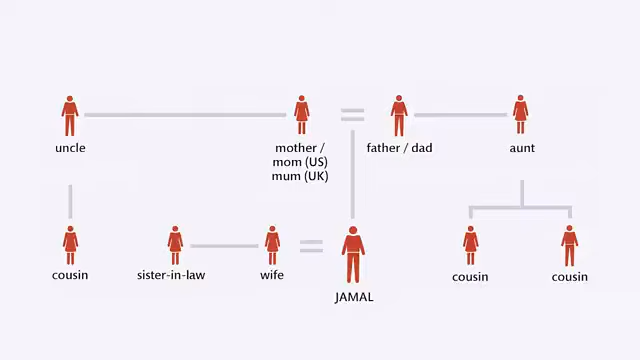 uncle
mother /
mom (US)
mum (UK)
father / dad
aunt
cousin
sister-in-law
wife
JAMAL
cousin
cousin